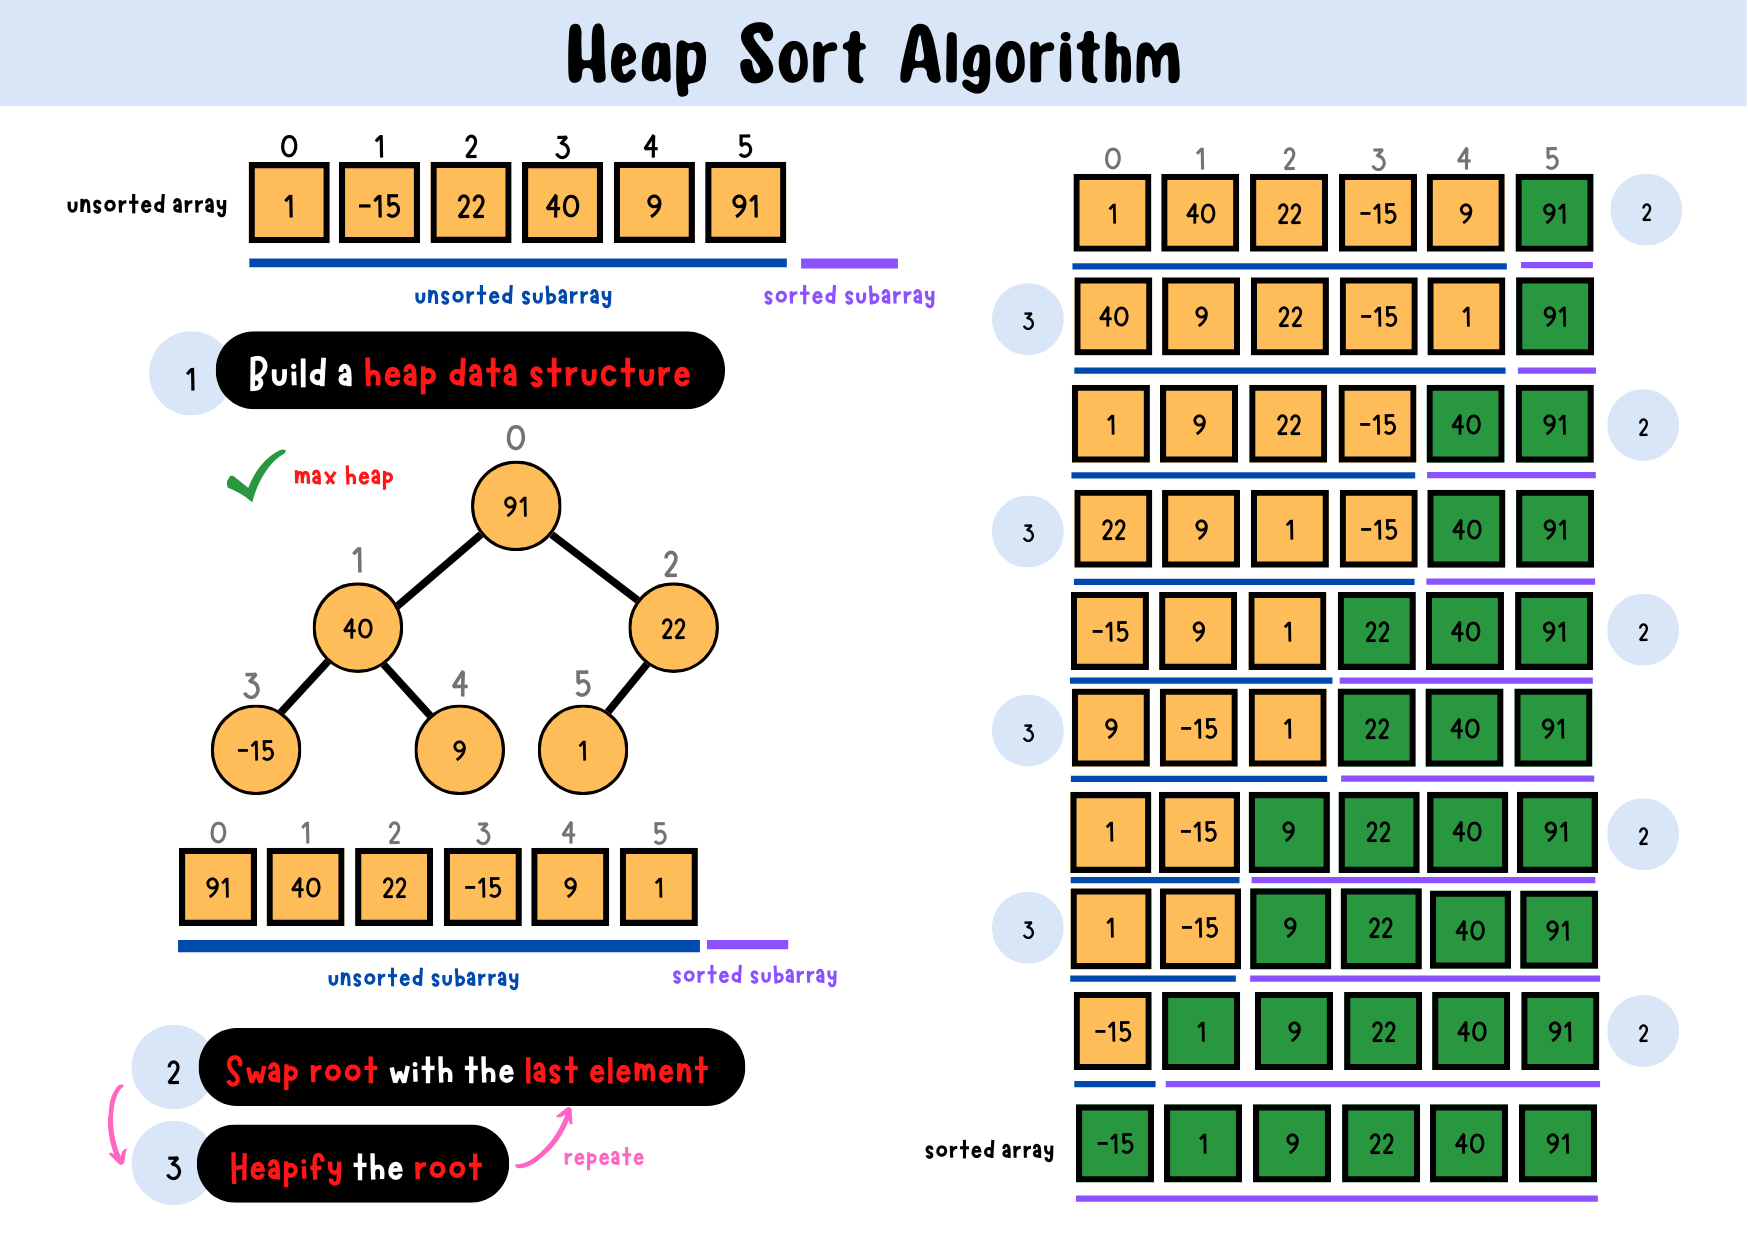 Heap Sort Algorithm
0 1 2 3 4 5
unsorted array 1 -15 22 40 9 91
unsorted subarray sorted subarray
1 Build a heap data structure
max heap
0
91
1 2
40 22
3 4 5
-15 9 1
0 1 2 3 4 5
91 40 22 -15 9 1
unsorted subarray sorted subarray
2 Swap root with the last element
3 Heapify the root
repeate
0 1 2 3 4 5
1 40 22 -15 9 91 2
3 40 9 22 -15 1 91
1 9 22 -15 40 91 2
3 22 9 1 -15 40 91
-15 9 1 22 40 91 2
3 9 -15 1 22 40 91
1 -15 9 22 40 91 2
3 1 -15 9 22 40 91
-15 1 9 22 40 91 2
sorted array -15 1 9 22 40 91